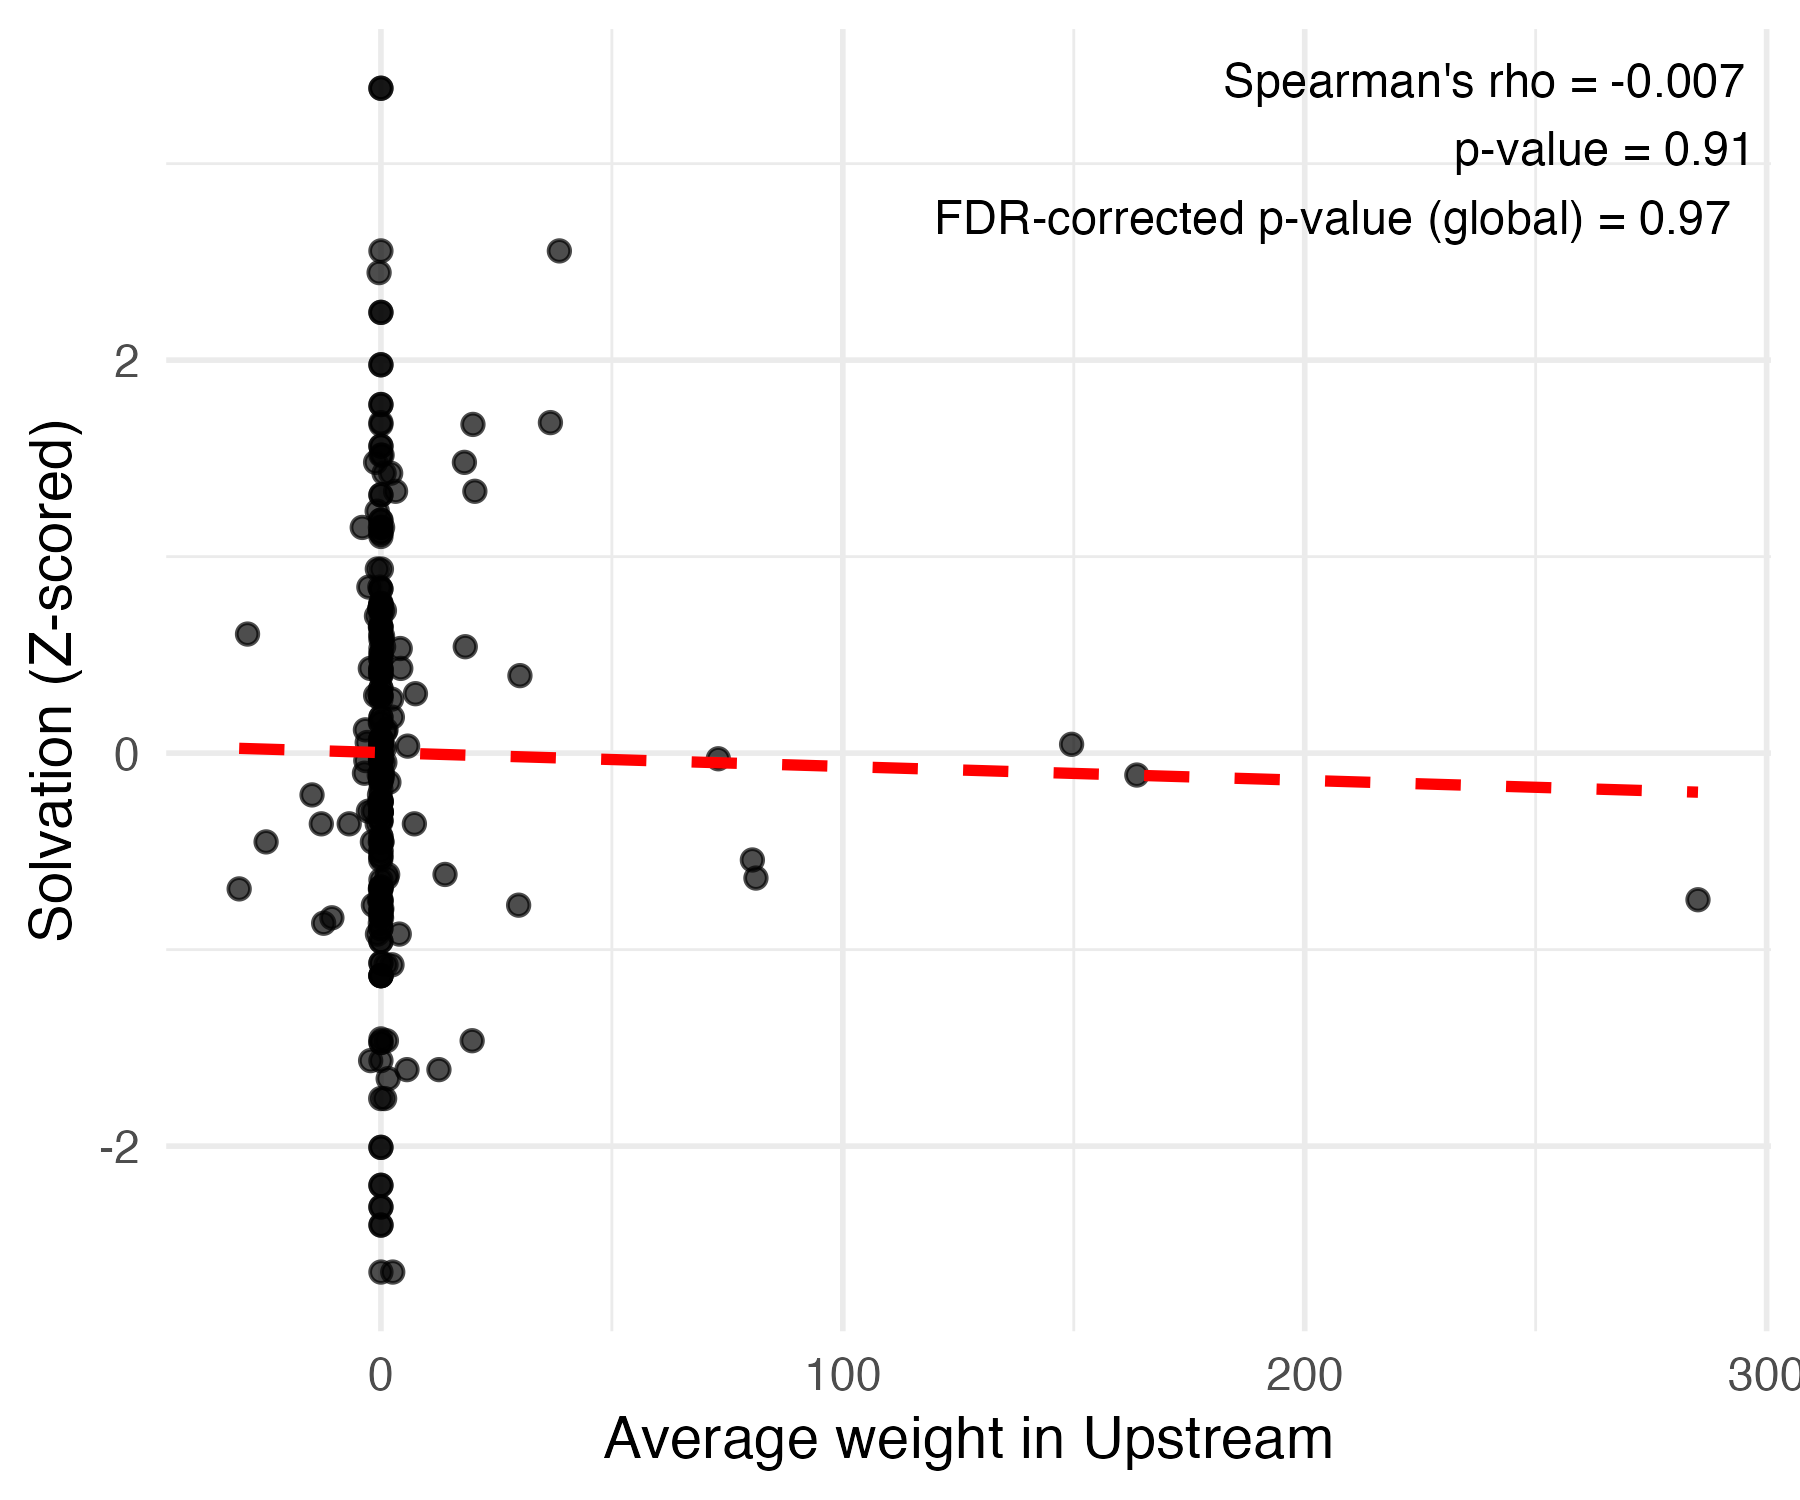 Spearman's rho = -0.007
p-value = 0.91
FDR-corrected p-value (global) = 0.97
2
0
-2
Solvation (Z-scored)
0 100 200 300
Average weight in Upstream